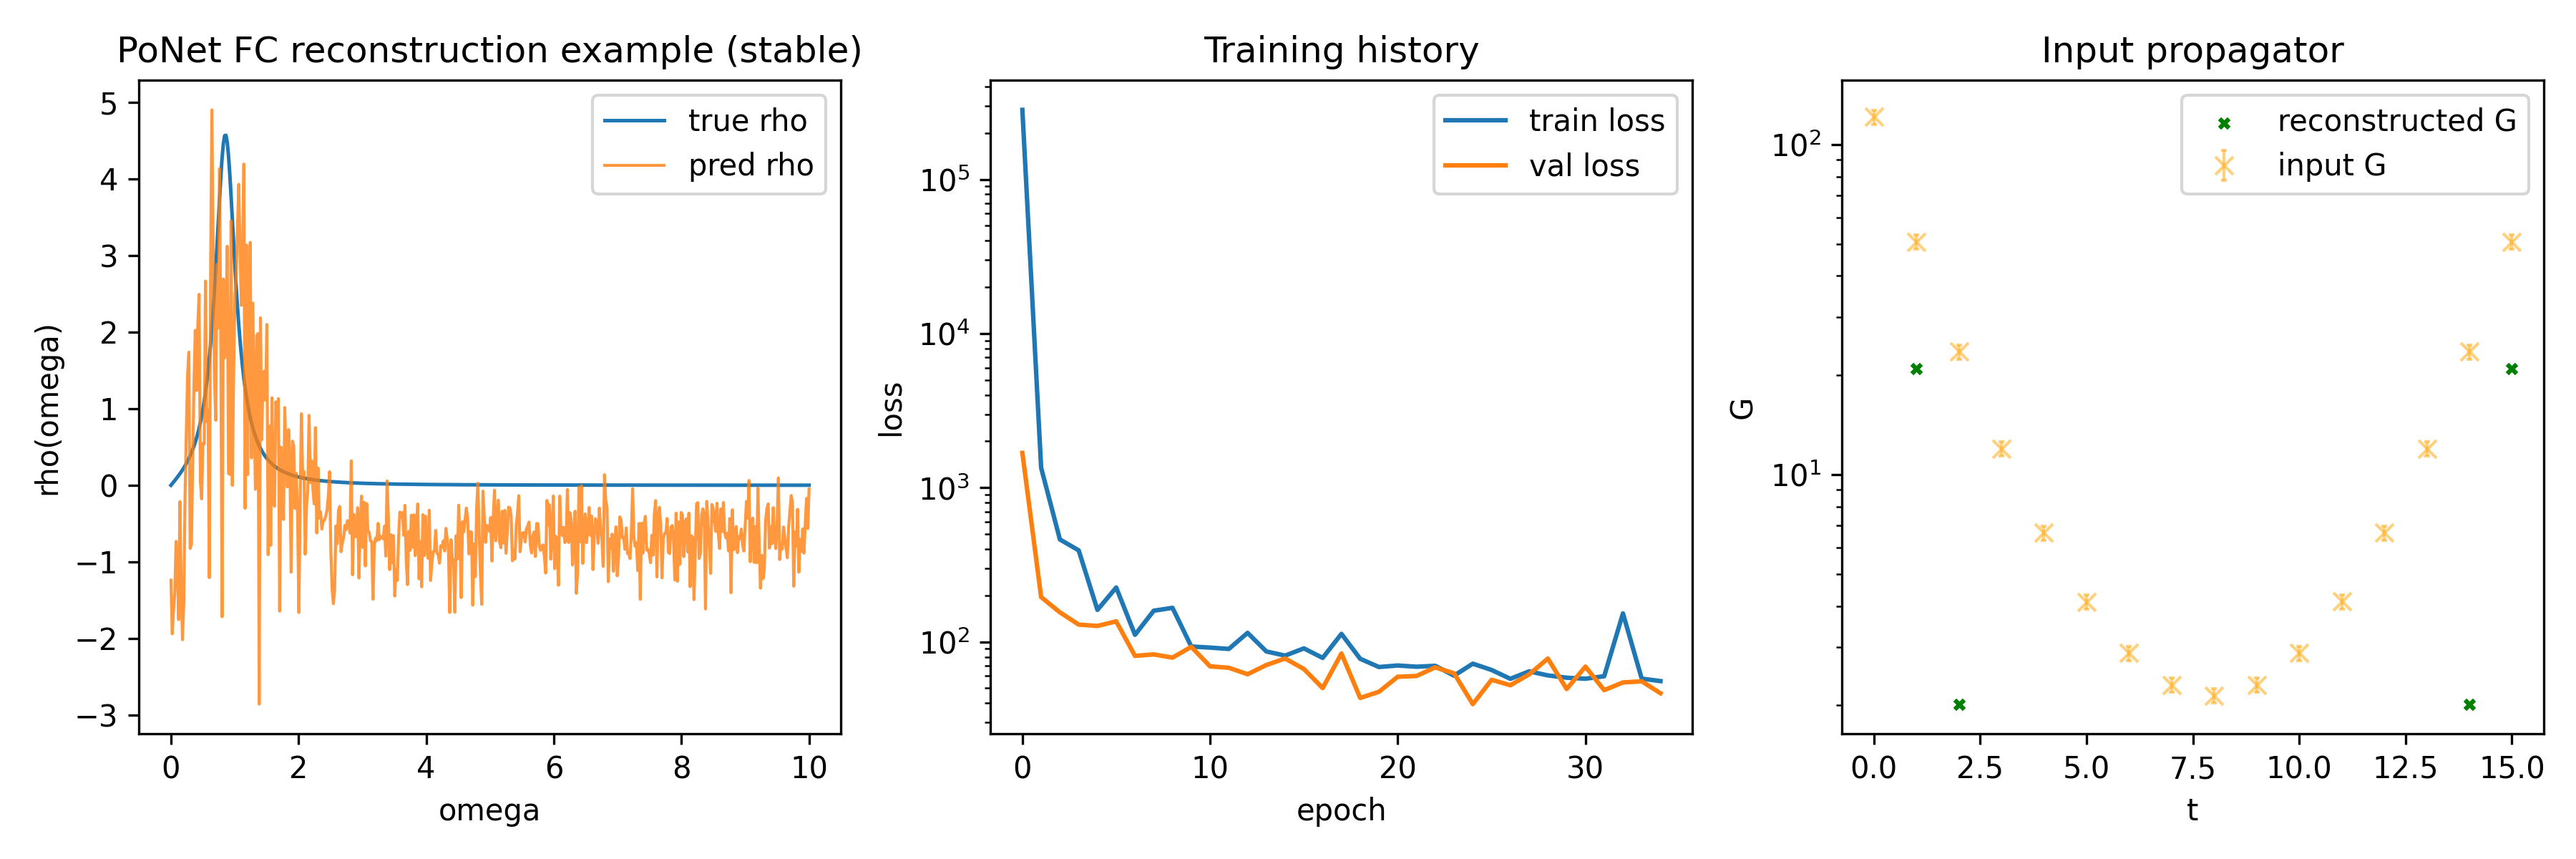 PoNet FC reconstruction example (stable)
true rho
pred rho
5
4
3
2
1
0
−1
−2
−3
rho(omega)
0
2
4
6
8
10
omega
Training history
train loss
val loss
10^5
10^4
10^3
10^2
loss
0
10
20
30
epoch
Input propagator
reconstructed G
input G
10^2
10^1
G
0.0
2.5
5.0
7.5
10.0
12.5
15.0
t